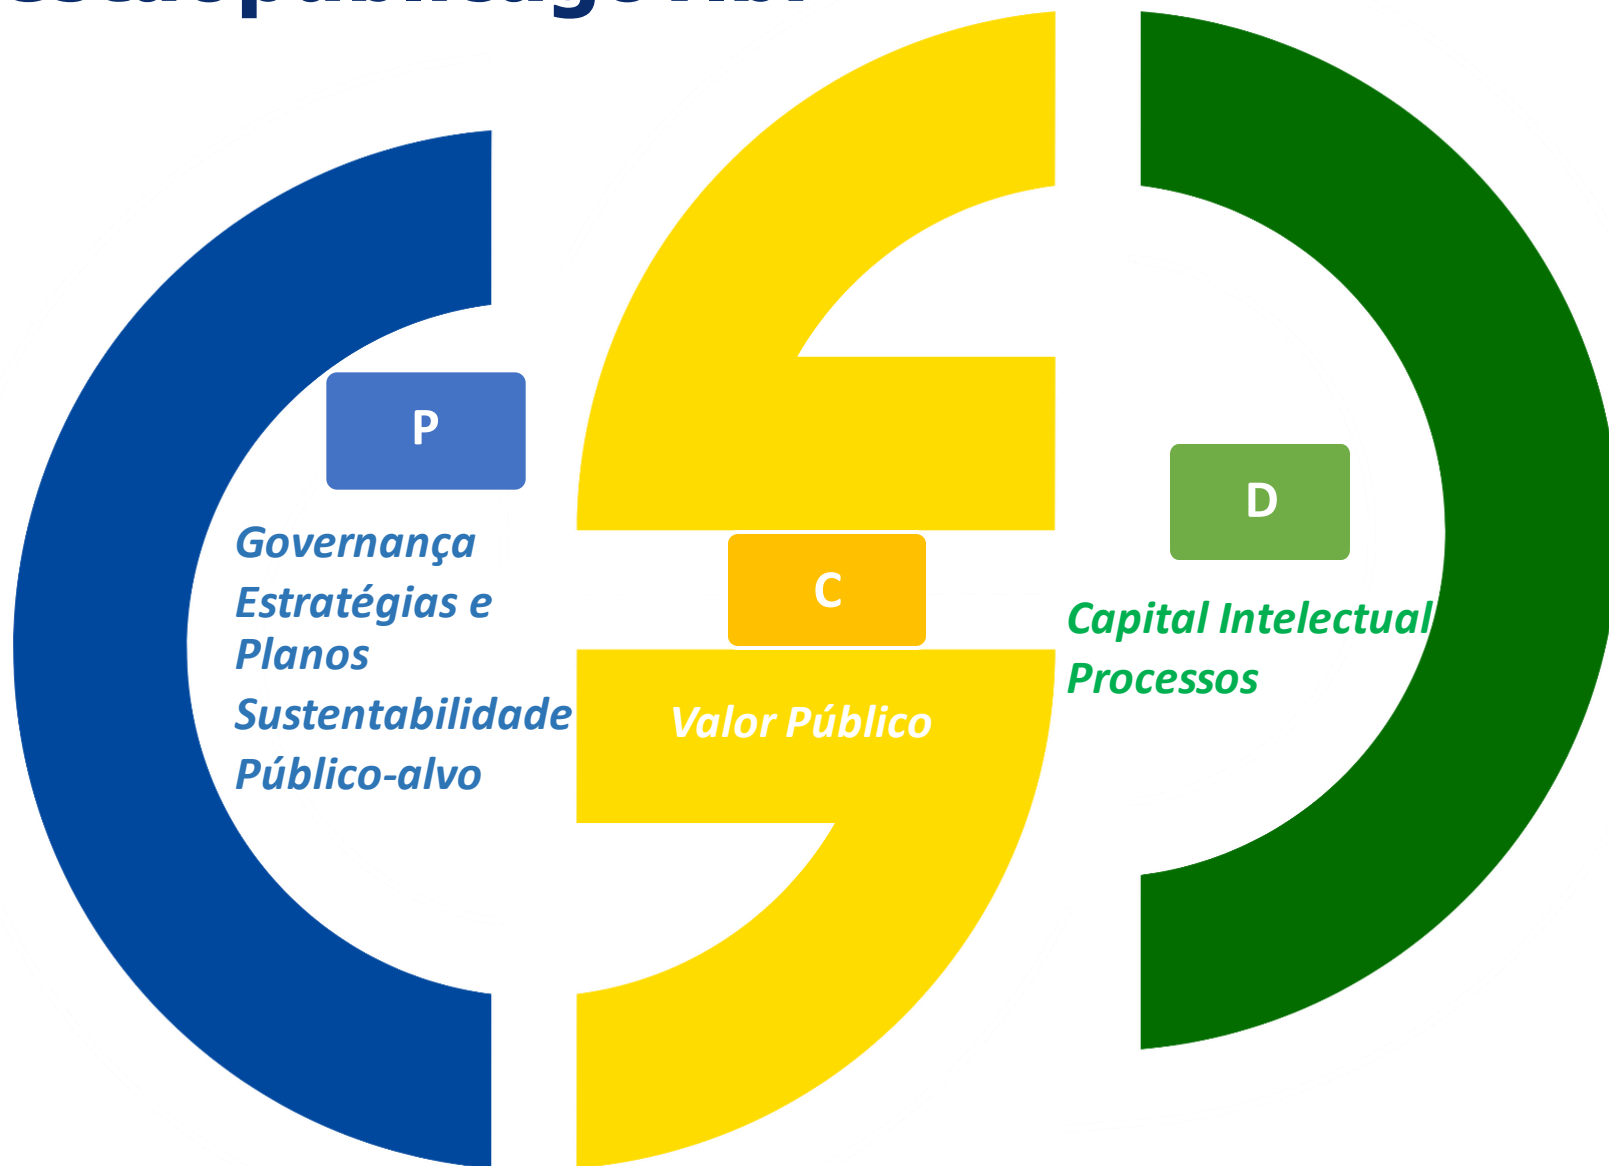 P
Governança
Estratégias e
Planos
Sustentabilidade
Público-alvo
C
Valor Público
D
Capital Intelectual
Processos